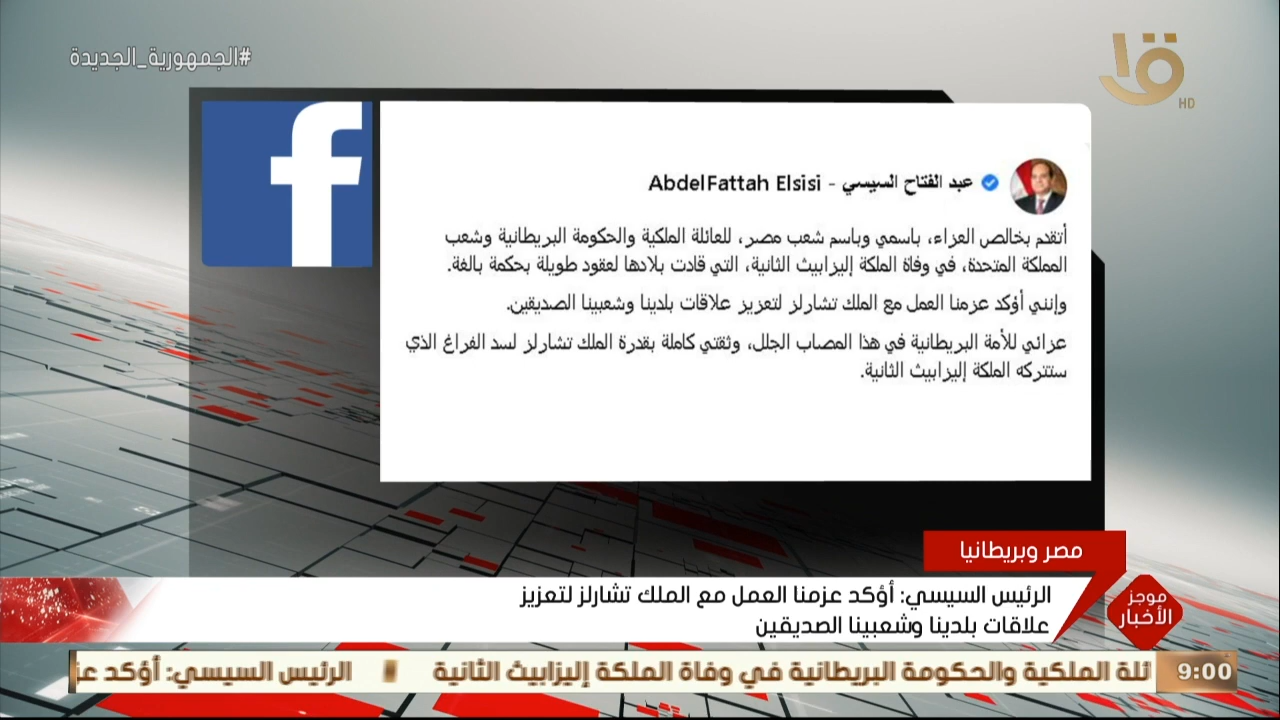 #الجمهورية_الجديدة
HD
عبد الفتاح السيسي - AbdelFattah Elsisi
أتقدم بخالص العزاء، باسمي وباسم شعب مصر، للعائلة الملكية والحكومة البريطانية وشعب
المملكة المتحدة، في وفاة الملكة إليزابيث الثانية، التي قادت بلادها لعقود طويلة بحكمة بالغة.
وإنني أؤكد عزمنا العمل مع الملك تشارلز لتعزيز علاقات بلدينا وشعبينا الصديقين.
عزائي للأمة البريطانية في هذا المصاب الجلل، وثقتي كاملة بقدرة الملك تشارلز لسد الفراغ الذي
ستتركه الملكة إليزابيث الثانية.
مصر وبريطانيا
الرئيس السيسي: أؤكد عزمنا العمل مع الملك تشارلز لتعزيز
علاقات بلدينا وشعبينا الصديقين
موجز
الأخبار
9:00 ئلة الملكية والحكومة البريطانية في وفاة الملكة إليزابيث الثانية الرئيس السيسي: أؤكد عز